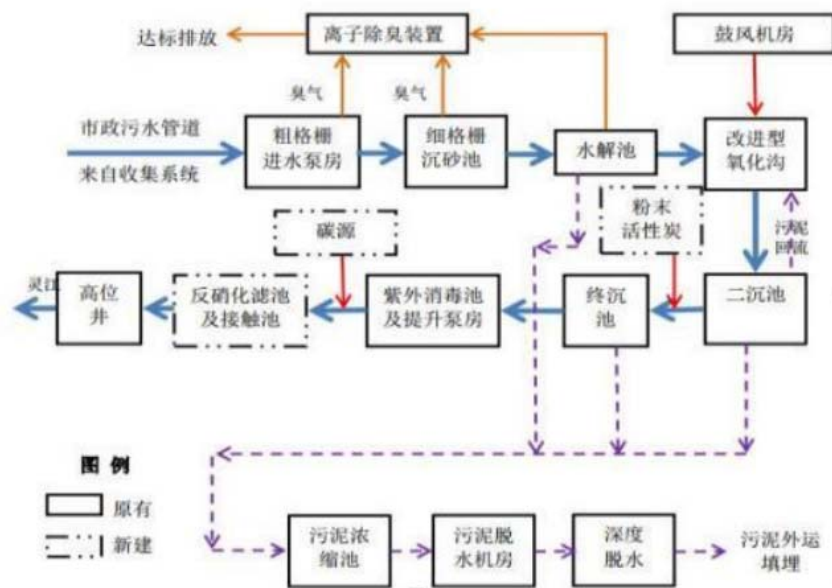 达标排放
离子除臭装置
鼓风机房
臭气
臭气
市政污水管道
来自收集系统
粗格栅
进水泵房
细格栅
沉砂池
水解池
改进型
氧化沟
碳源
粉末
活性炭
污泥
回流
灵江
高位
井
反硝化滤池
及接触池
紫外消毒池
及提升泵房
终沉
池
二沉池
图 例
原有
新建
污泥浓
缩池
污泥脱
水机房
深度
脱水
污泥外运
填埋